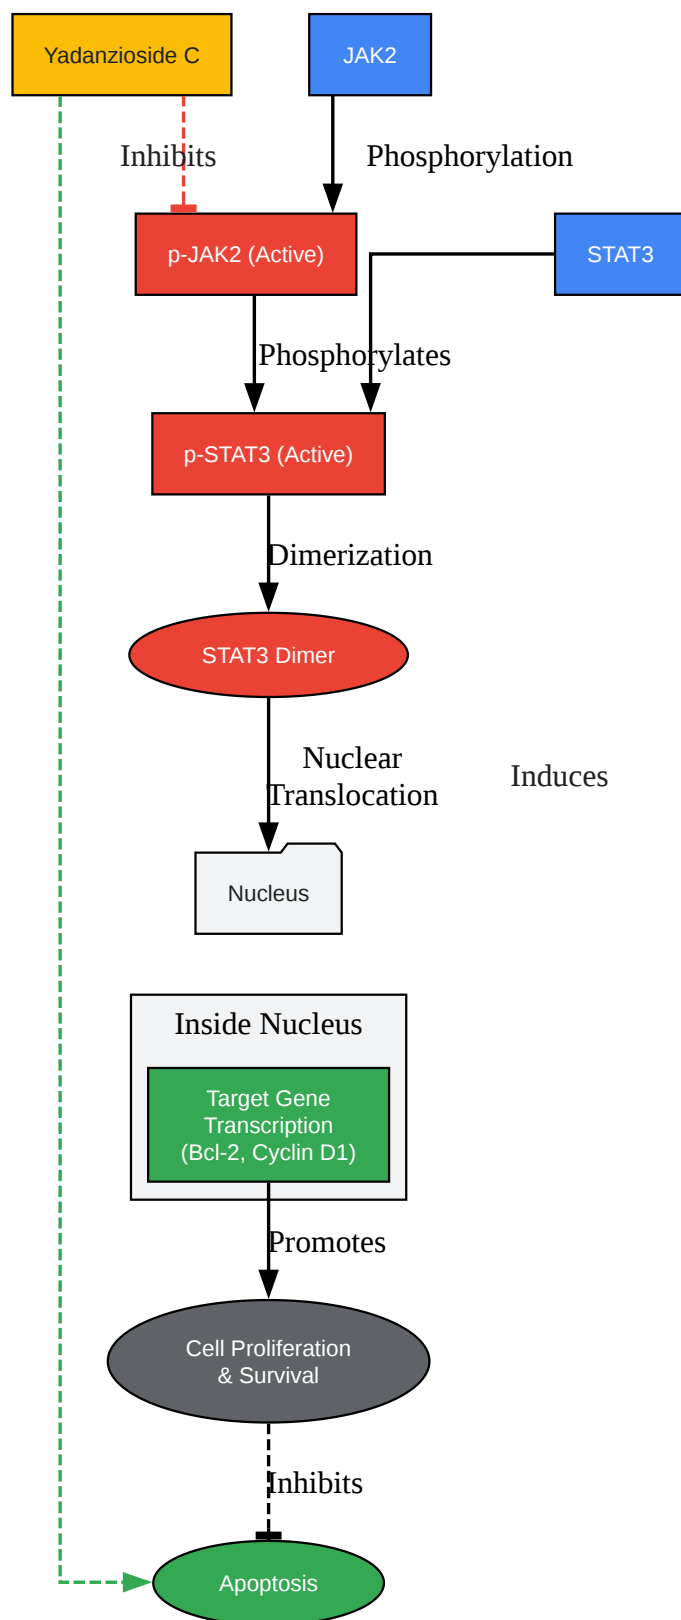 Yadanzioside C
JAK2
Inhibits
Phosphorylation
p-JAK2 (Active)
STAT3
Phosphorylates
p-STAT3 (Active)
Dimerization
STAT3 Dimer
Nuclear
Translocation
Induces
Nucleus
Inside Nucleus
Target Gene
Transcription
(Bcl-2, Cyclin D1)
Promotes
Cell Proliferation
& Survival
Inhibits
Apoptosis